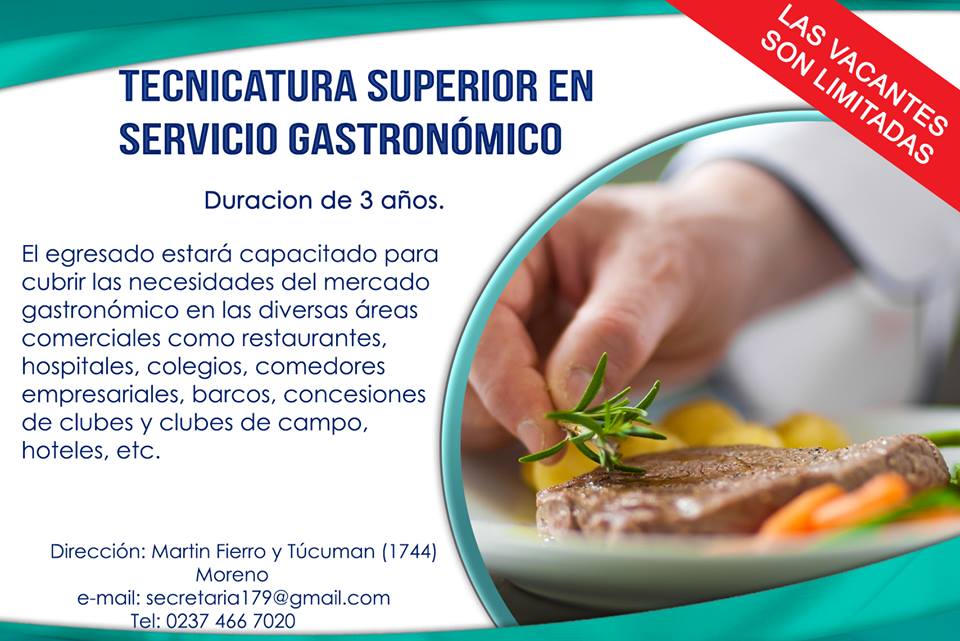 LAS VACANTES
SON LIMITADAS
TECNICATURA SUPERIOR EN
SERVICIO GASTRONÓMICO
Duracion de 3 años.
El egresado estará capacitado para
cubrir las necesidades del mercado
gastronómico en las diversas áreas
comerciales como restaurantes,
hospitales, colegios, comedores
empresariales, barcos, concesiones
de clubes y clubes de campo,
hoteles, etc.
Dirección: Martin Fierro y Túcuman (1744)
Moreno
e-mail: secretaria179@gmail.com
Tel: 0237 466 7020